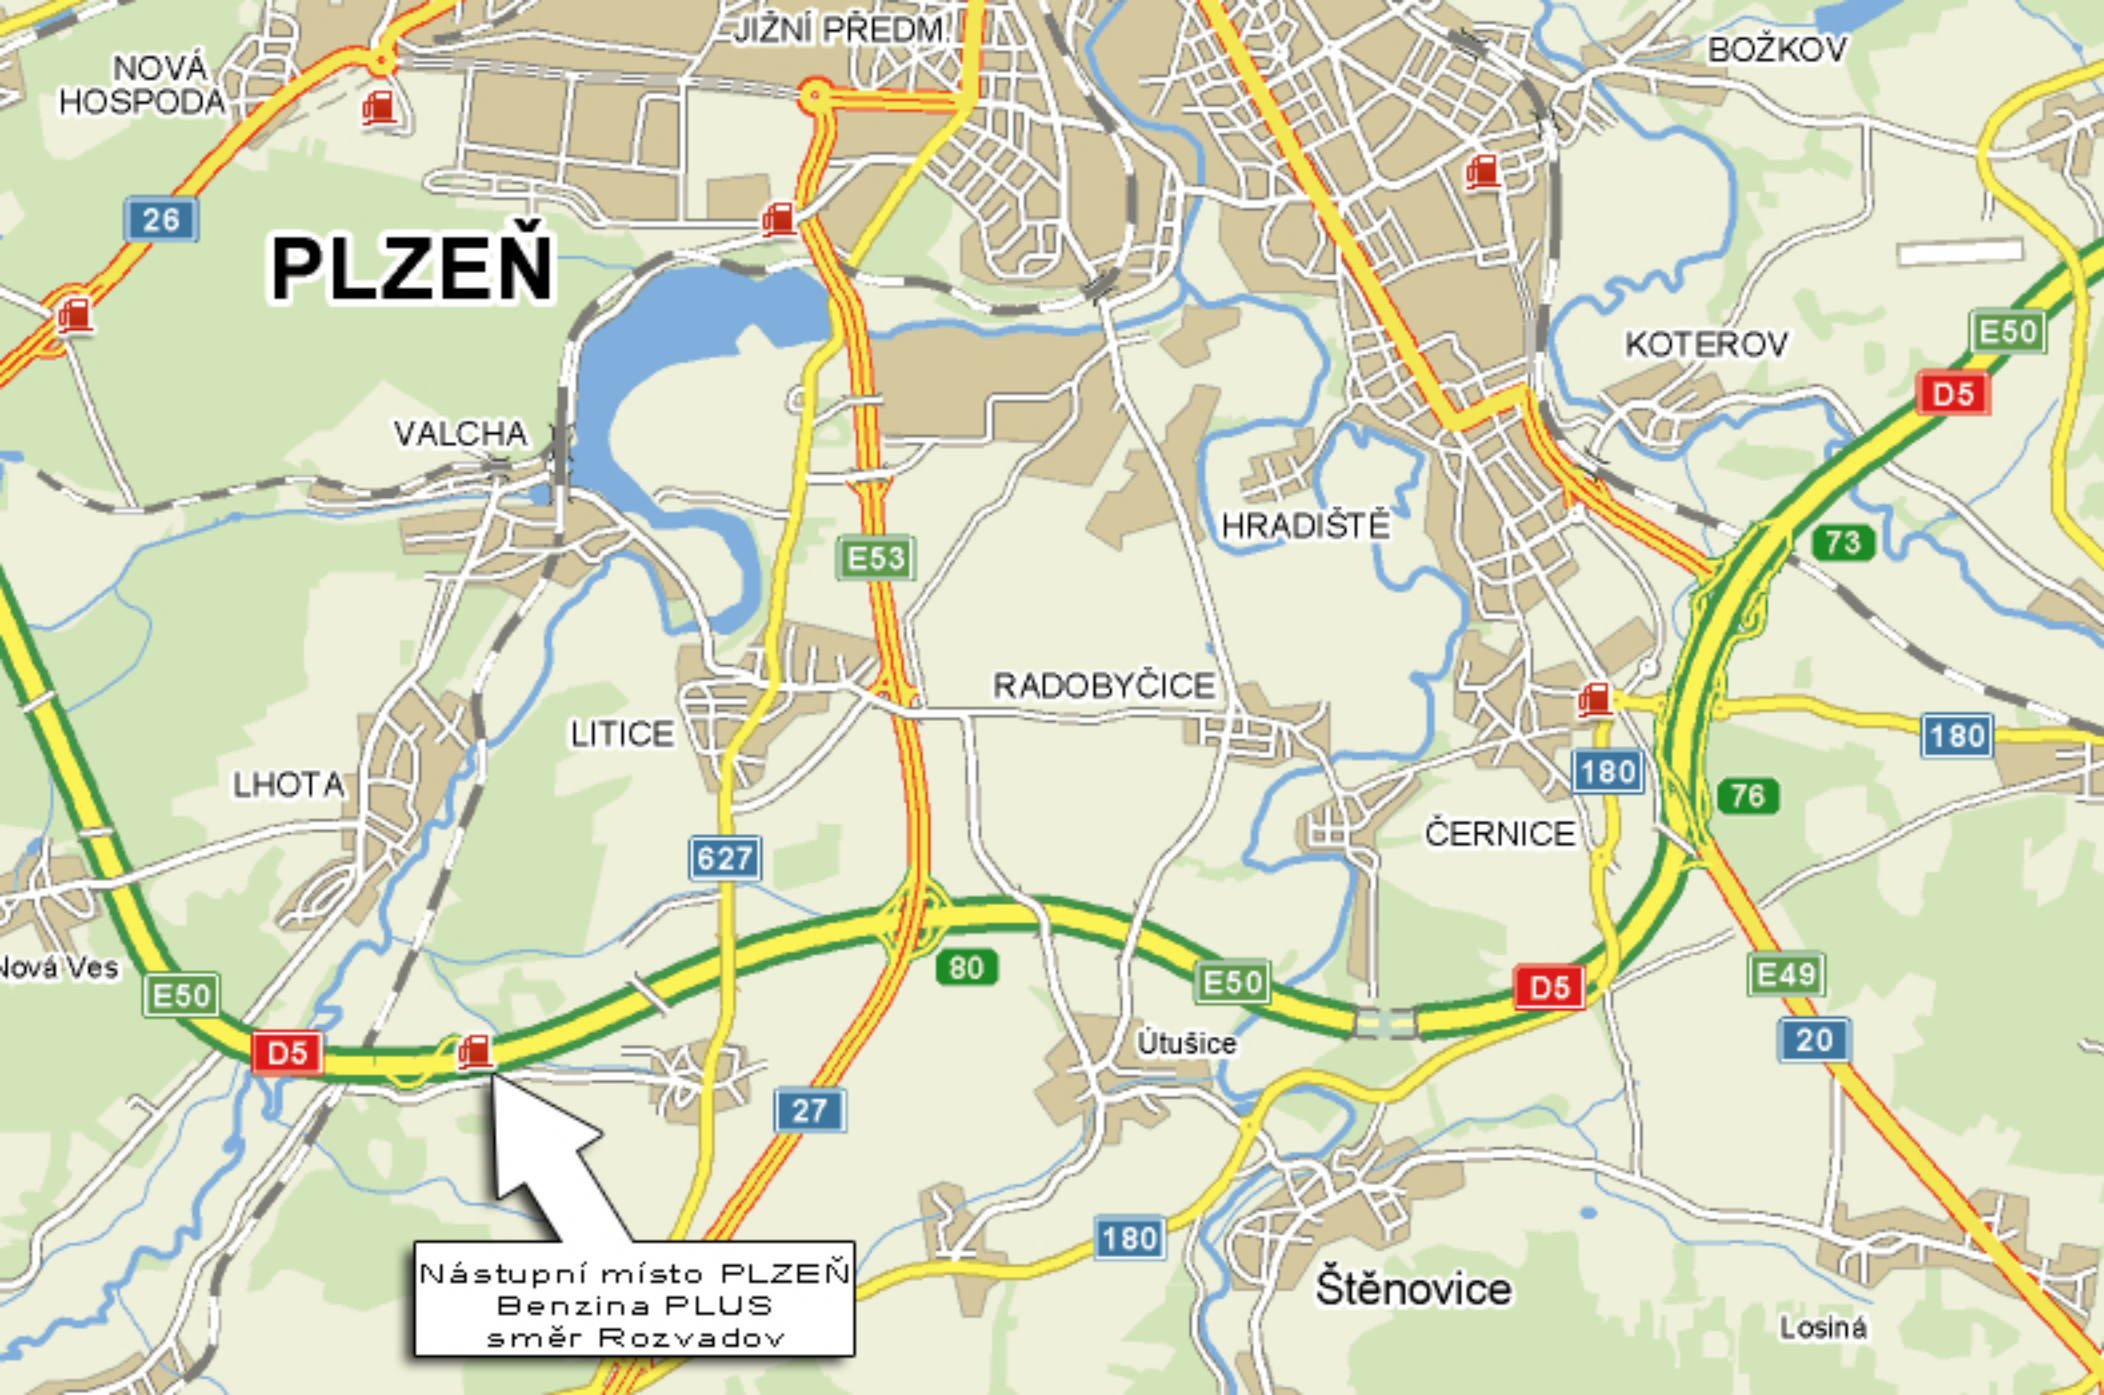 JIŽNÍ PŘEDM.
BOŽKOV
NOVÁ
HOSPODA
26
PLZEŇ
E50
KOTEROV
D5
VALCHA
HRADIŠTĚ
73
E53
RADOBYČICE
LITICE
180
180
LHOTA
76
ČERNICE
627
Nová Ves
80
E50
E50
D5
E49
D5
Útušice
20
27
180
Nástupní místo PLZEŇ
Benzina PLUS
směr Rozvadov
Štěnovice
Losiná